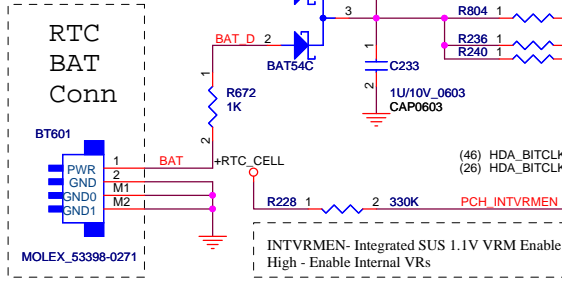 RTC
BAT
Conn
BT601
PWR
GND
GND0
GND1
1
2
M1
M2
MOLEX_53398-0271
BAT
BAT_D
2
3
BAT54C
1
R672
1K
2
1
C233
2
1U/10V_0603
CAP0603
R804 1
R236 1
R240 1
+RTC_CELL
(46) HDA_BITCLK
(26) HDA_BITCLK
R228 1
2 330K
PCH_INTVRMEN
INTVRMEN- Integrated SUS 1.1V VRM Enable
High - Enable Internal VRs